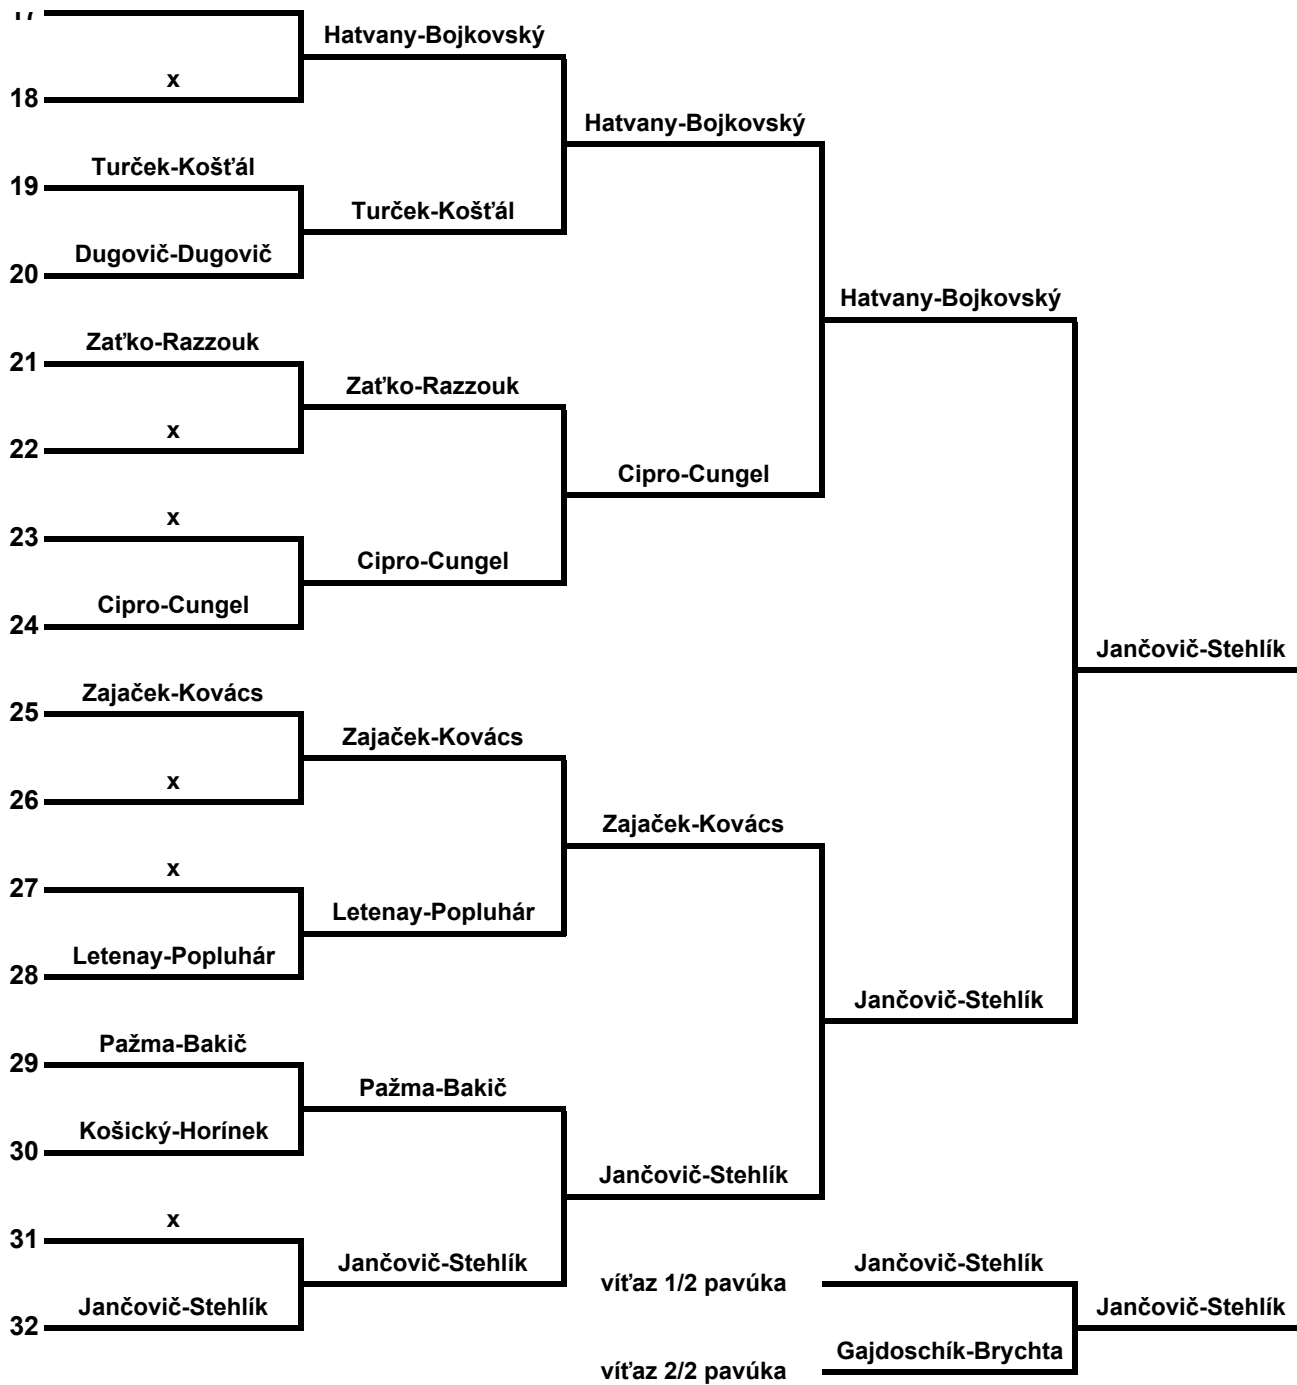 17
Hatvany-Bojkovský
x
18
Hatvany-Bojkovský
Turček-Košťál
19
Turček-Košťál
Dugovič-Dugovič
20
Hatvany-Bojkovský
Zaťko-Razzouk
21
Zaťko-Razzouk
x
22
Cipro-Cungel
x
23
Cipro-Cungel
Cipro-Cungel
24
Jančovič-Stehlík
Zajaček-Kovács
25
Zajaček-Kovács
x
26
Zajaček-Kovács
x
27
Letenay-Popluhár
Letenay-Popluhár
28
Jančovič-Stehlík
Pažma-Bakič
29
Pažma-Bakič
Košický-Horínek
30
Jančovič-Stehlík
x
31
Jančovič-Stehlík
víťaz 1/2 pavúka
Jančovič-Stehlík
Jančovič-Stehlík
32
Jančovič-Stehlík
víťaz 2/2 pavúka
Gajdoschík-Brychta